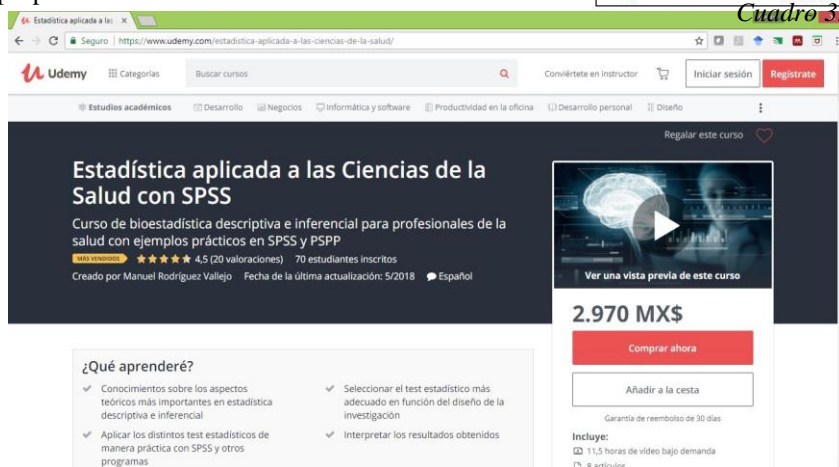 Cuadro 3
Estadística aplicada a las
Seguro | https://www.udemy.com/estadistica-aplicada-a-las-ciencias-de-la-salud/
Udemy
Categorías
Buscar cursos
Conviértete en instructor
Iniciar sesión
Regístrate
Estudios académicos
Desarrollo
Negocios
Informática y software
Productividad en la oficina
Desarrollo personal
Diseño
Regalar este curso
Estadística aplicada a las Ciencias de la
Salud con SPSS
Curso de bioestadística descriptiva e inferencial para profesionales de la
salud con ejemplos prácticos en SPSS y PSPP
MÁS VENDIDOS 4,5 (20 valoraciones) 70 estudiantes inscritos
Creado por Manuel Rodríguez Vallejo Fecha de la última actualización: 5/2018 Español
Ver una vista previa de este curso
2.970 MX$
Comprar ahora
Añadir a la cesta
Garantía de reembolso de 30 días
Incluye:
11,5 horas de vídeo bajo demanda
8 artículos
¿Qué aprenderé?
Conocimientos sobre los aspectos
teóricos más importantes en estadística
descriptiva e inferencial
Aplicar los distintos test estadísticos de
manera práctica con SPSS y otros
programas
Seleccionar el test estadístico más
adecuado en función del diseño de la
investigación
Interpretar los resultados obtenidos